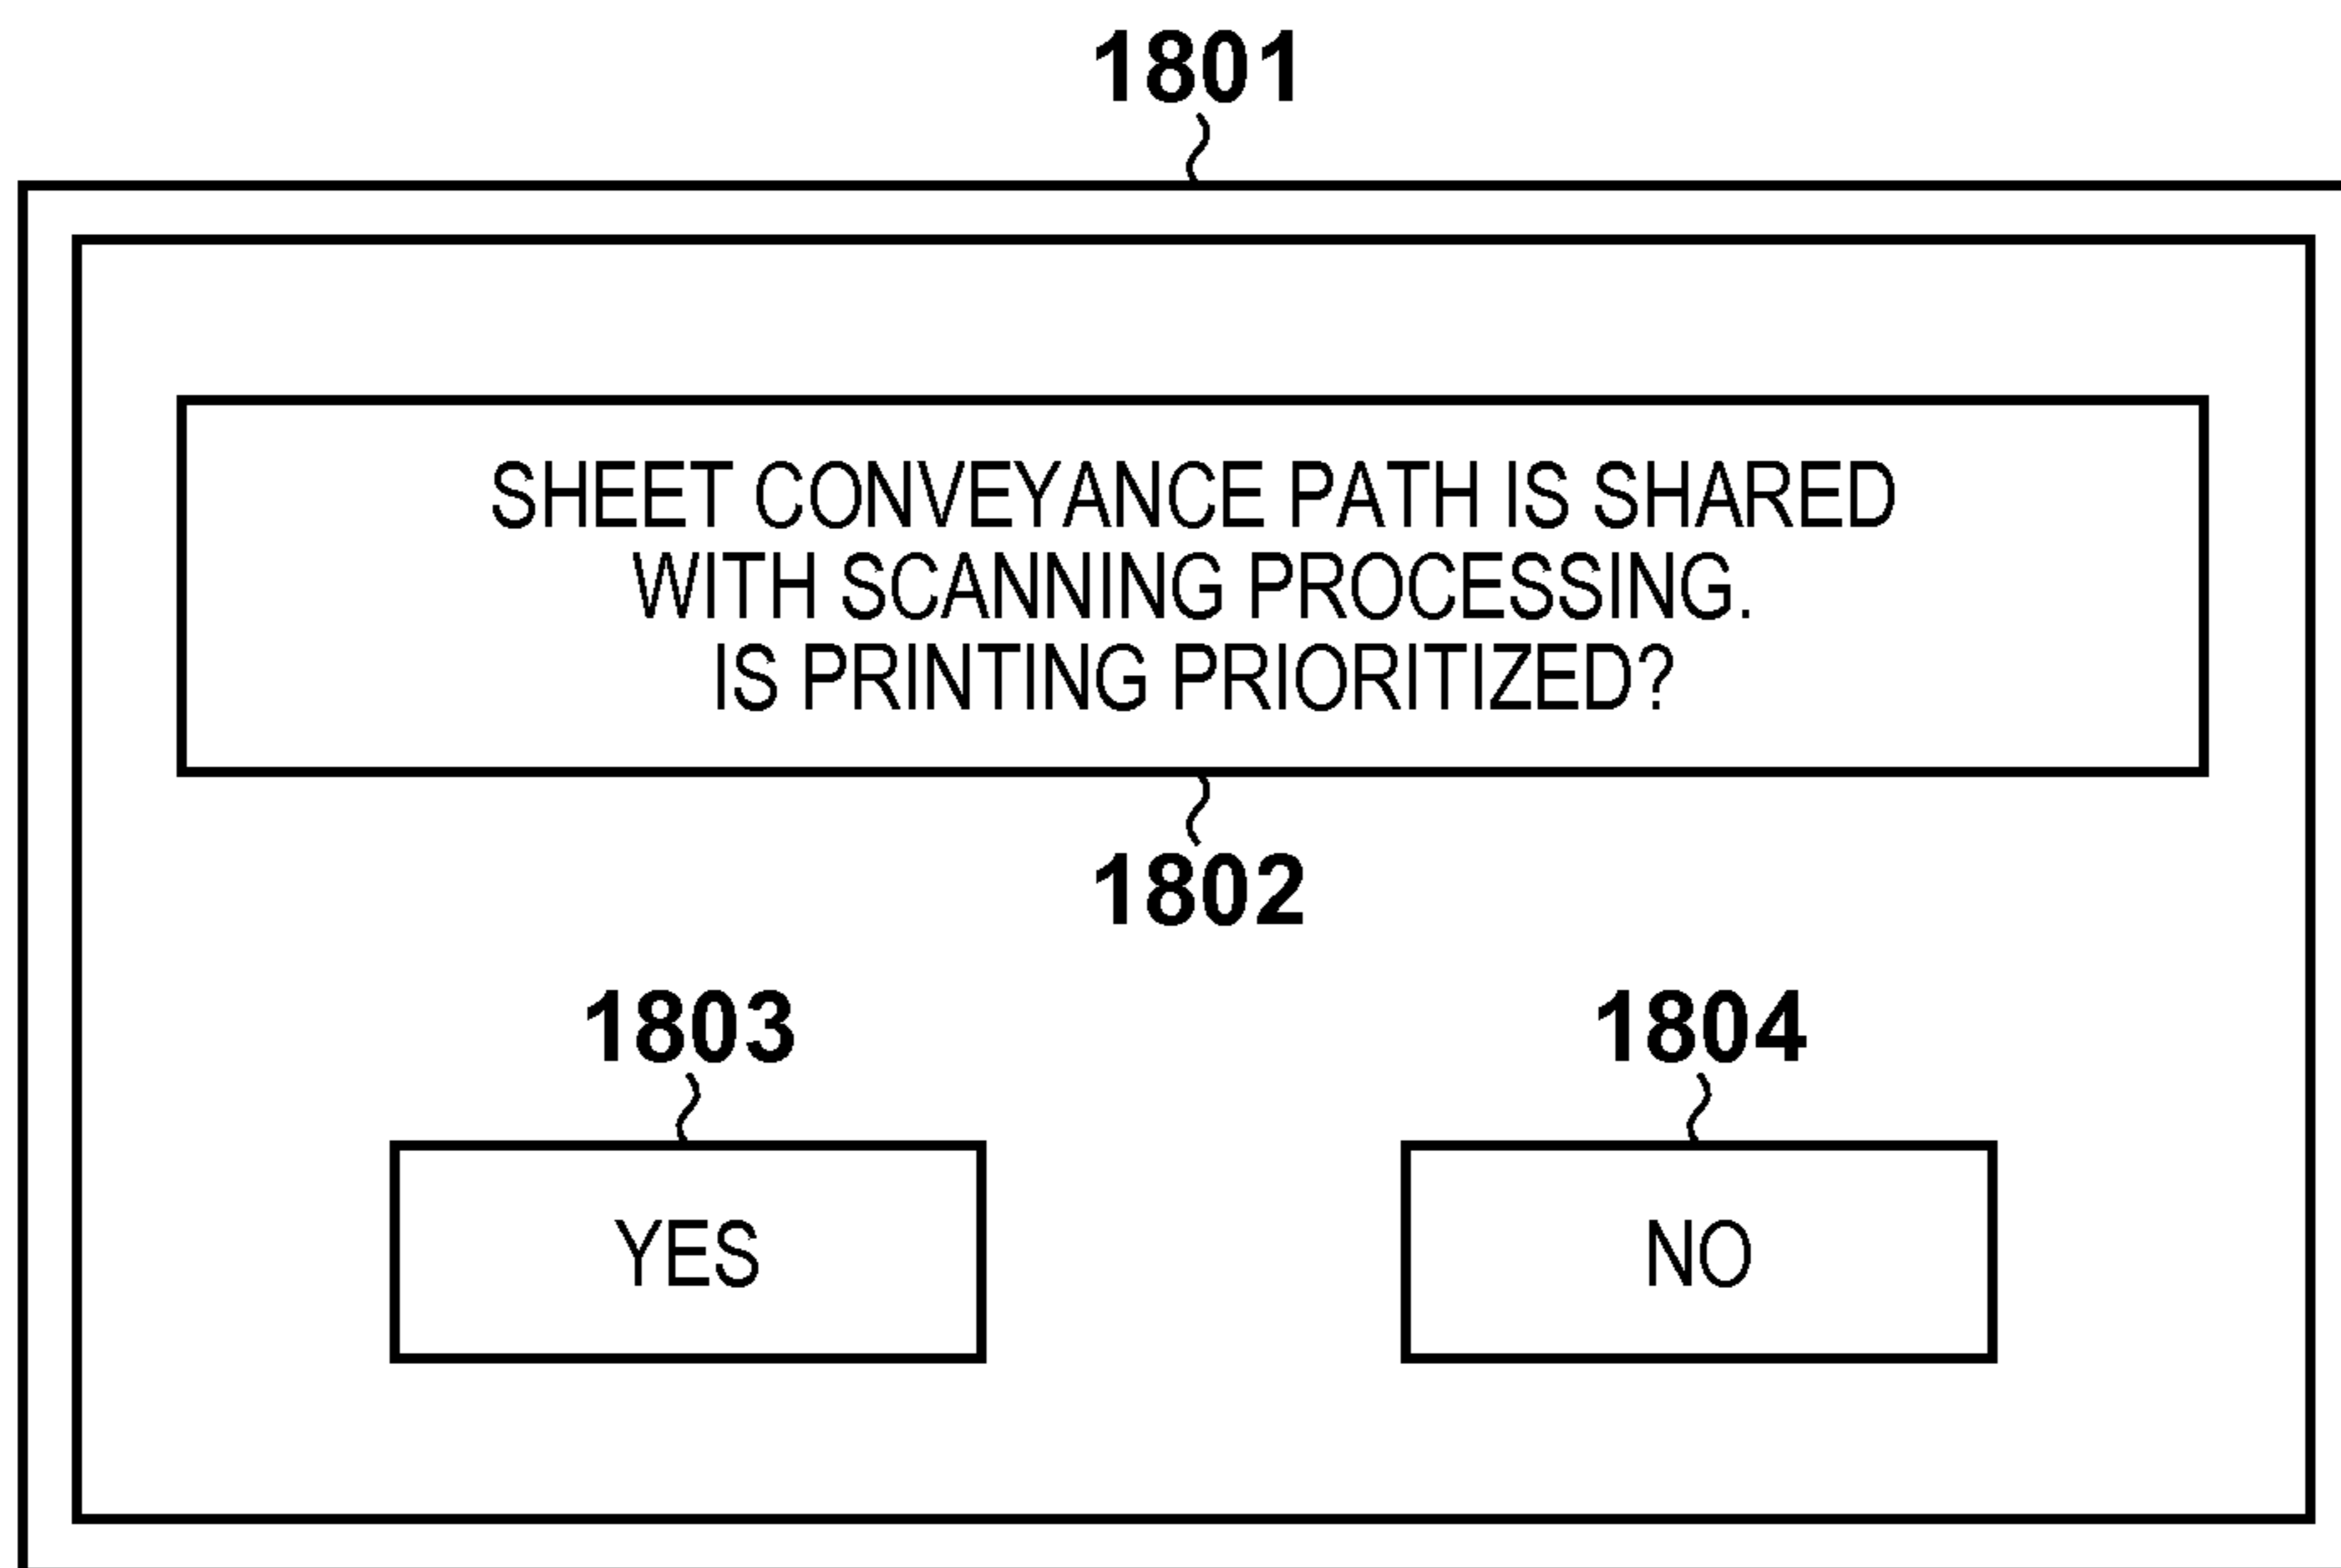 1801
SHEET CONVEYANCE PATH IS SHARED
WITH SCANNING PROCESSING.
IS PRINTING PRIORITIZED?
1802
1803
1804
YES
NO